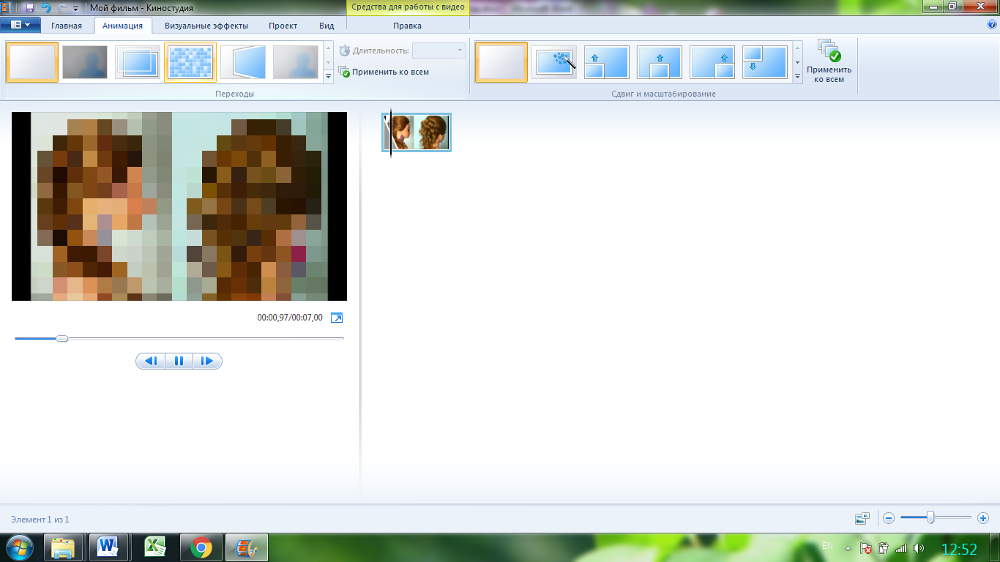 Мой фильм - Киностудия
Средства для работы с видео
Главная
Анимация
Визуальные эффекты
Проект
Вид
Правка
Длительность:
Применить ко всем
Переходы
Применить
ко всем
Сдвиг и масштабирование
00:00,97/00:07,00
Элемент 1 из 1
EN
12:52